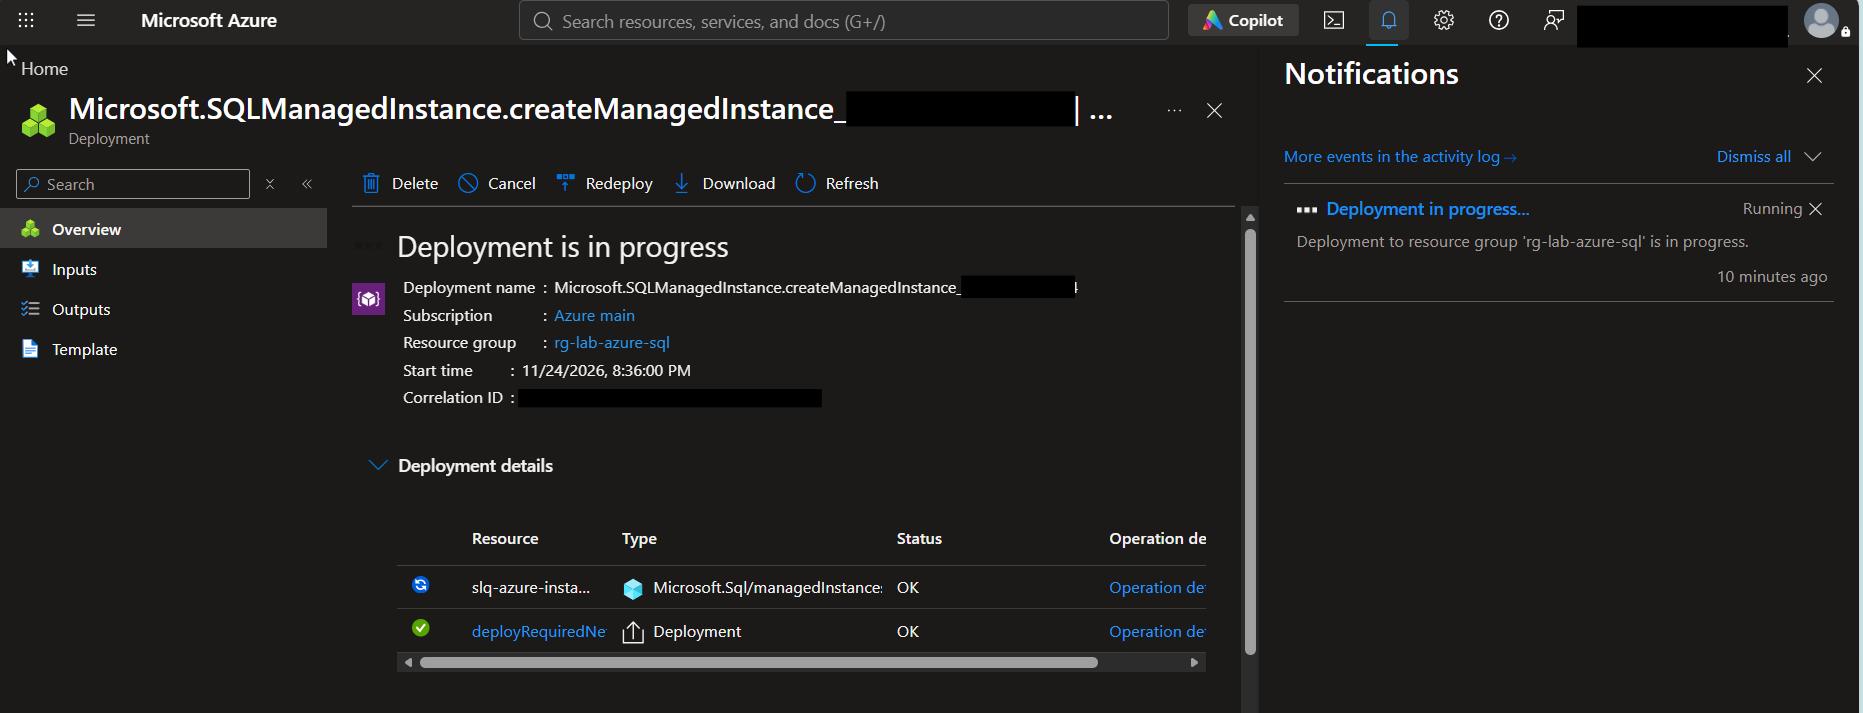 Microsoft Azure
Search resources, services, and docs (G+/)
Copilot
Home
Microsoft.SQLManagedInstance.createManagedInstance_ | ...
Deployment
Search
Overview
Inputs
Outputs
Template
Delete
Cancel
Redeploy
Download
Refresh
Deployment is in progress
Deployment name : Microsoft.SQLManagedInstance.createManagedInstance_
Subscription : Azure main
Resource group : rg-lab-azure-sql
Start time : 11/24/2026, 8:36:00 PM
Correlation ID :
Deployment details
Resource Type Status Operation de
slq-azure-insta... Microsoft.Sql/managedInstances OK Operation de
deployRequiredNe Deployment OK Operation de
Notifications
More events in the activity log →
Dismiss all
Deployment in progress... Running
Deployment to resource group 'rg-lab-azure-sql' is in progress.
10 minutes ago